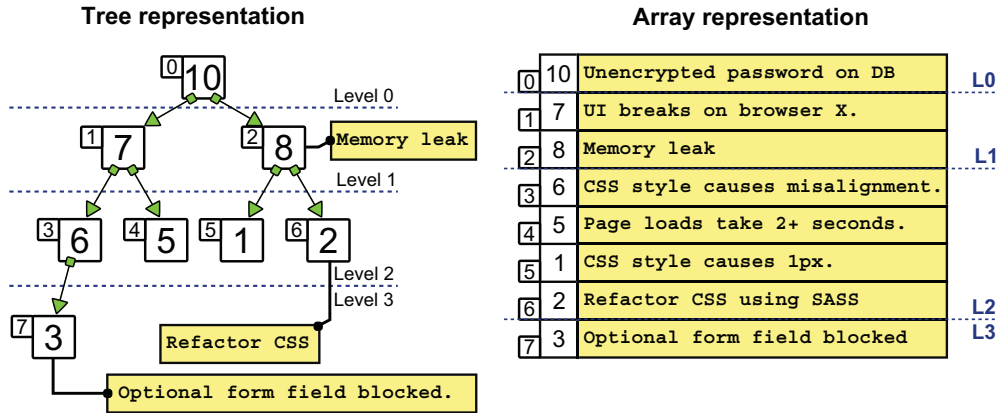 Tree representation
0 10
Level 0
1 7
2 8
Memory leak
Level 1
3 6
4 5
5 1
6 2
Level 2
Level 3
7 3
Refactor CSS
Optional form field blocked.
Array representation
0 10 Unencrypted password on DB
L0
1 7 UI breaks on browser X.
2 8 Memory leak
L1
3 6 CSS style causes misalignment.
4 5 Page loads take 2+ seconds.
5 1 CSS style causes 1px.
6 2 Refactor CSS using SASS
L2
L3
7 3 Optional form field blocked